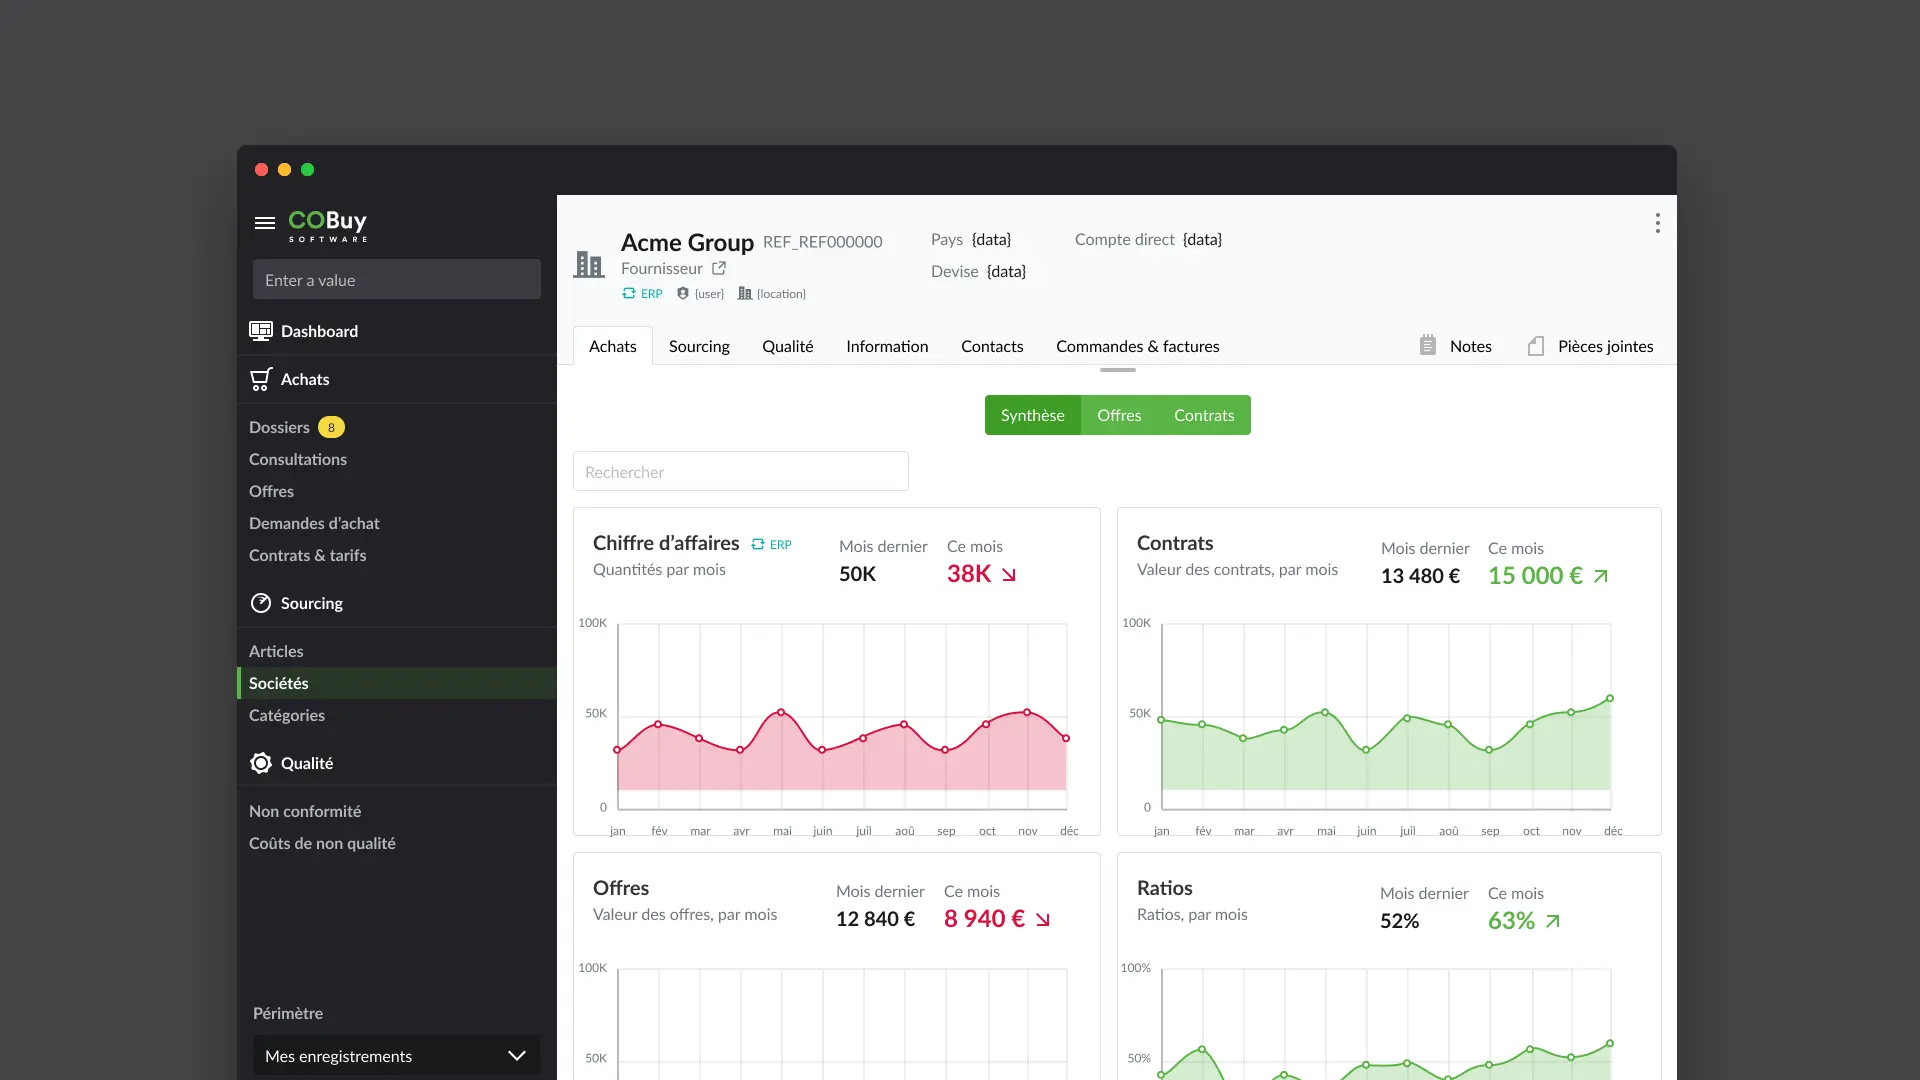 COBuy
SOFTWARE
Enter a value
Dashboard
Achats
Dossiers 8
Consultations
Offres
Demandes d’achat
Contrats & tarifs
Sourcing
Articles
Sociétés
Catégories
Qualité
Non conformité
Coûts de non qualité
Périmètre
Mes enregistrements
Acme Group REF_REF000000
Fournisseur
ERP {user} {location}
Pays {data}
Devise {data}
Compte direct {data}
Achats Sourcing Qualité Information Contacts Commandes & factures Notes Pièces jointes
Synthèse Offres Contrats
Rechercher
Chiffre d’affaires ERP
Quantités par mois
Mois dernier Ce mois
50K 38K
100K
50K
0
jan fév mar avr mai juin juil aoû sep oct nov déc
Contrats
Valeur des contrats, par mois
Mois dernier Ce mois
13 480 € 15 000 €
100K
50K
0
jan fév mar avr mai juin juil aoû sep oct nov déc
Offres
Valeur des offres, par mois
Mois dernier Ce mois
12 840 € 8 940 €
100K
50K
Ratios
Ratios, par mois
Mois dernier Ce mois
52% 63%
100%
50%